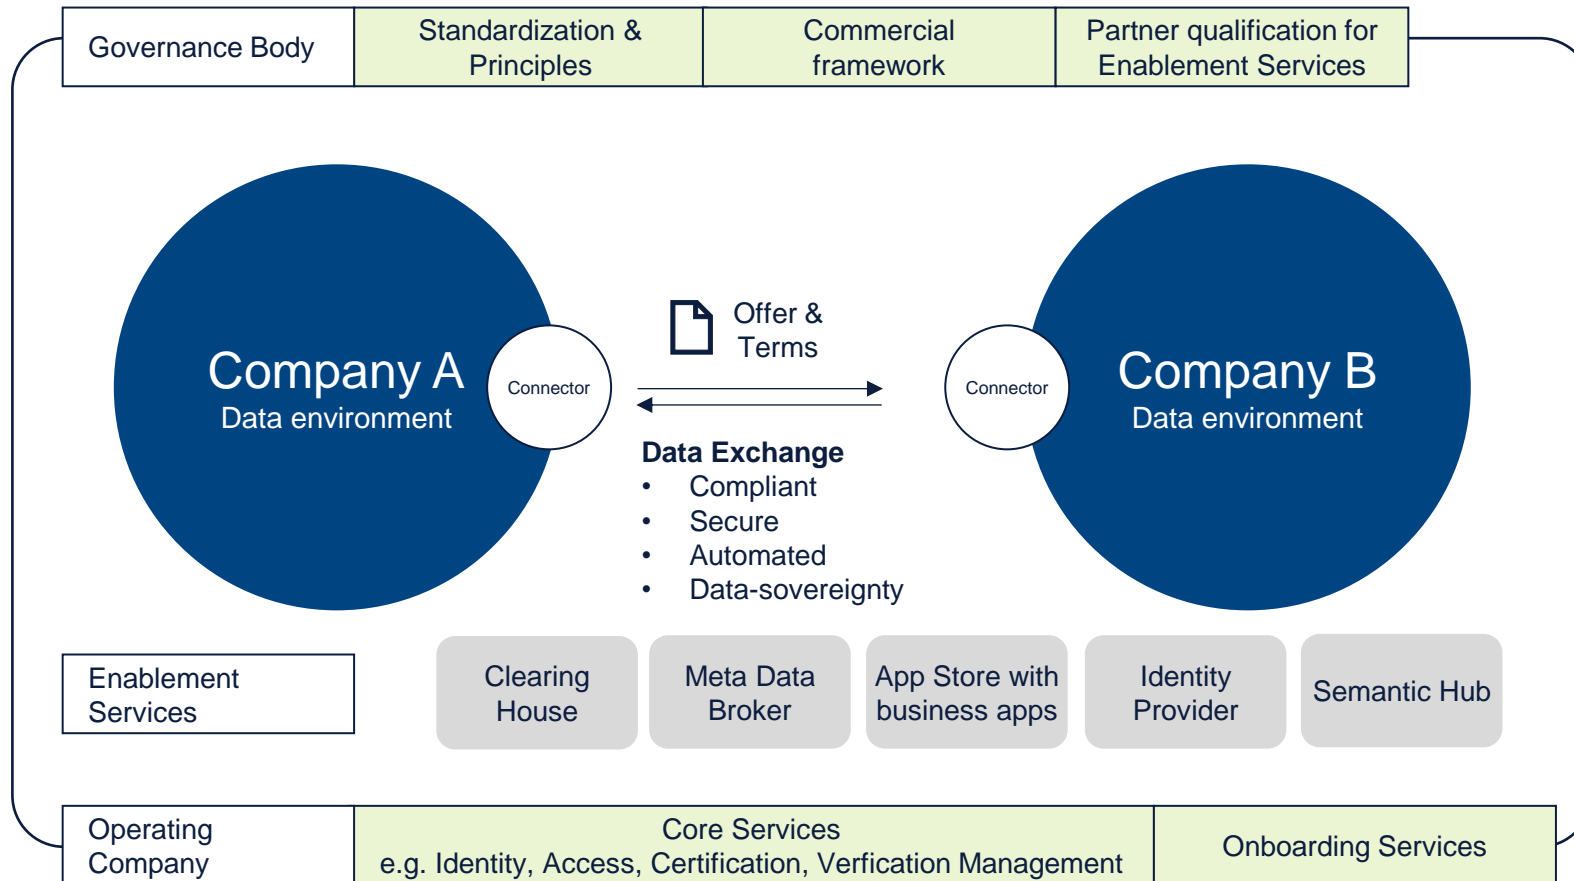 Governance Body
Standardization &
Principles
Commercial
framework
Partner qualification for
Enablement Services
Company A
Data environment
Connector
Offer &
Terms
Data Exchange
• Compliant
• Secure
• Automated
• Data-sovereignty
Connector
Company B
Data environment
Enablement
Services
Clearing
House
Meta Data
Broker
App Store with
business apps
Identity
Provider
Semantic Hub
Operating
Company
Core Services
e.g. Identity, Access, Certification, Verfication Management
Onboarding Services